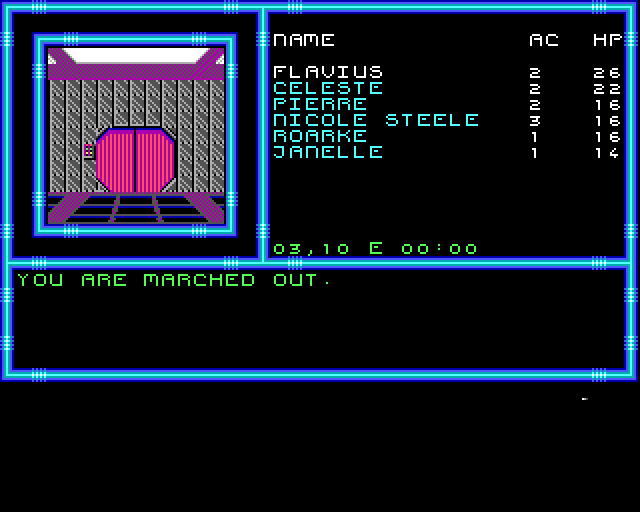 NAME AC HP
FLAVIUS 2 26
CELESTE 2 22
PIERRE 2 16
NICOLE STEELE 3 16
ROARKE 1 16
JANELLE 1 14
03,10 E 00:00
YOU ARE MARCHED OUT.